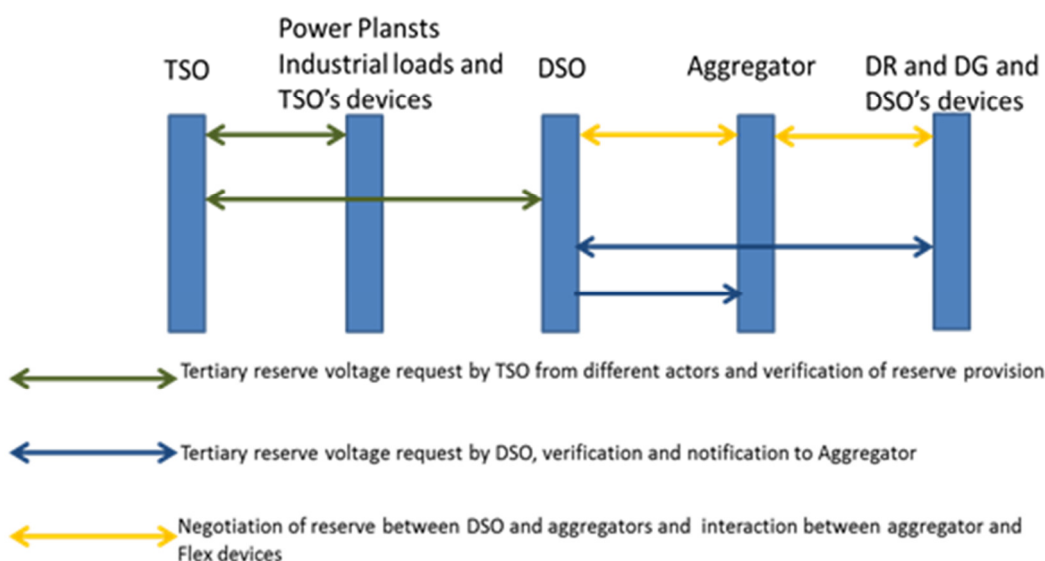 TSO
Power Plansts
Industrial loads and
TSO's devices
DSO
Aggregator
DR and DG and
DSO's devices
Tertiary reserve voltage request by TSO from different actors and verification of reserve provision
Tertiary reserve voltage request by DSO, verification and notification to Aggregator
Negotiation of reserve between DSO and aggregators and interaction between aggregator and
Flex devices